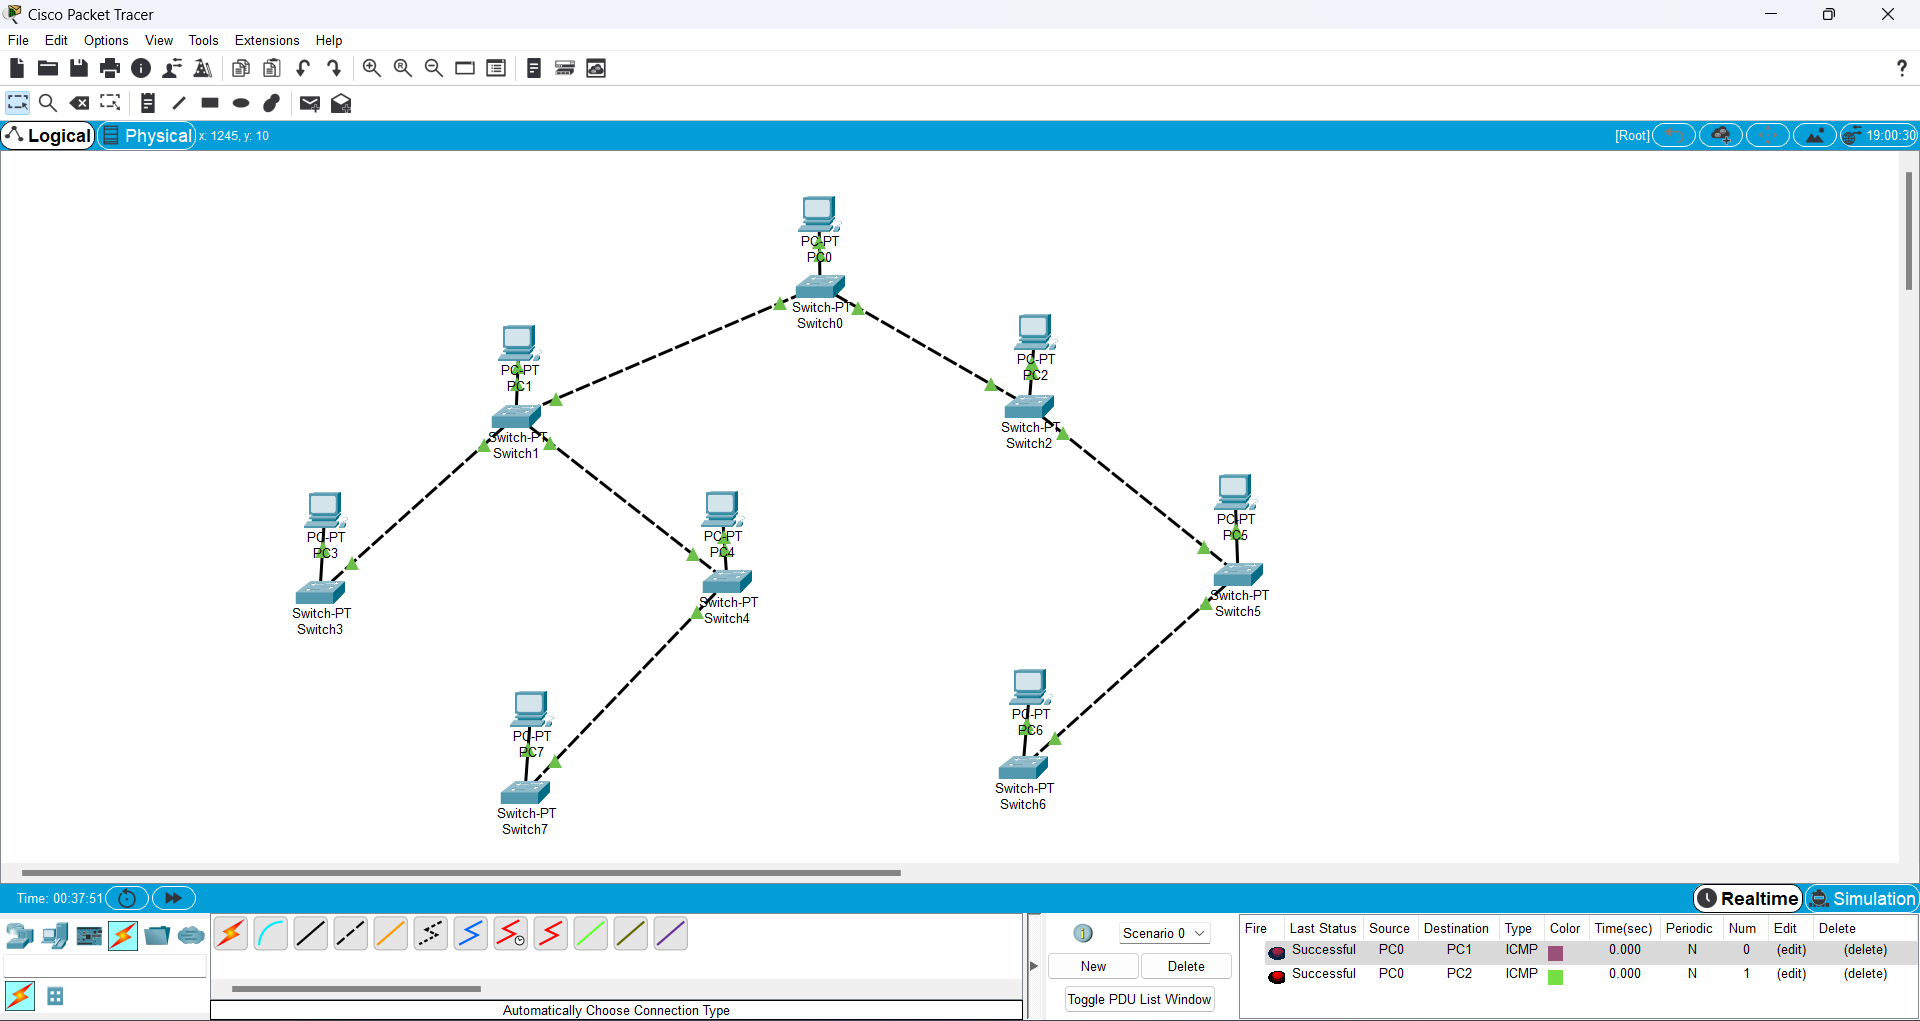 Cisco Packet Tracer
File Edit Options View Tools Extensions Help
?
Logical Physical x: 1245, y: 10 [Root] 19:00:30
PC-PT
PC0
Switch-PT
Switch0
PC-PT
PC1
Switch-PT
Switch1
PC-PT
PC2
Switch-PT
Switch2
PC-PT
PC3
Switch-PT
Switch3
PC-PT
PC4
Switch-PT
Switch4
PC-PT
PC5
Switch-PT
Switch5
PC-PT
PC6
Switch-PT
Switch6
PC-PT
PC7
Switch-PT
Switch7
Time: 00:37:51 Realtime Simulation
Scenario 0
New Delete
Toggle PDU List Window
Fire Last Status Source Destination Type Color Time(sec) Periodic Num Edit Delete
Successful PC0 PC1 ICMP 0.000 N 0 (edit) (delete)
Successful PC0 PC2 ICMP 0.000 N 1 (edit) (delete)
Automatically Choose Connection Type